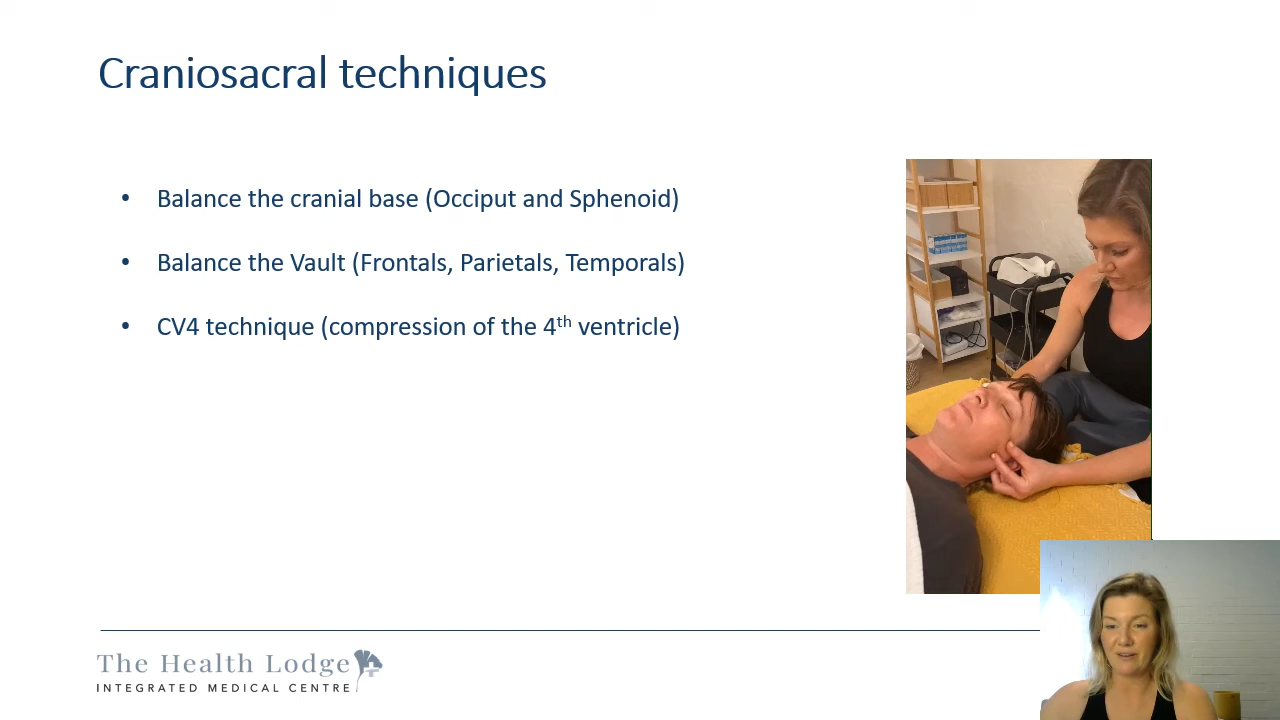 Craniosacral techniques
• Balance the cranial base (Occiput and Sphenoid)
• Balance the Vault (Frontals, Parietals, Temporals)
• CV4 technique (compression of the 4th ventricle)
The Health Lodge
INTEGRATED MEDICAL CENTRE